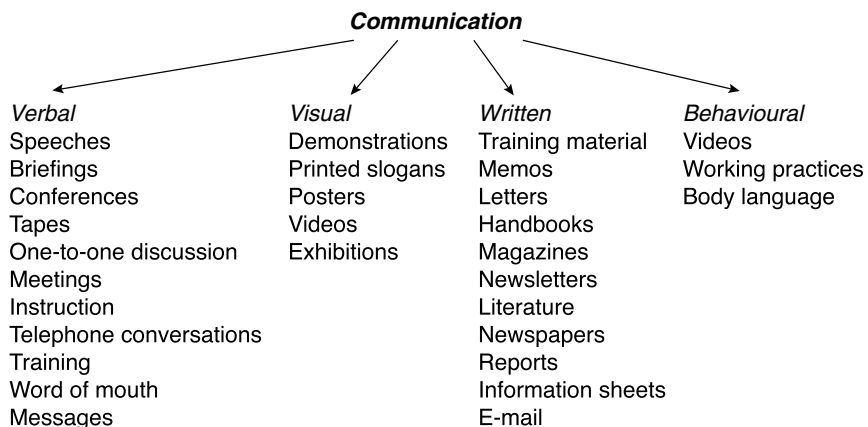 Communication
Verbal
Speeches
Briefings
Conferences
Tapes
One-to-one discussion
Meetings
Instruction
Telephone conversations
Training
Word of mouth
Messages
Visual
Demonstrations
Printed slogans
Posters
Videos
Exhibitions
Written
Training material
Memos
Letters
Handbooks
Magazines
Newsletters
Literature
Newspapers
Reports
Information sheets
E-mail
Behavioural
Videos
Working practices
Body language